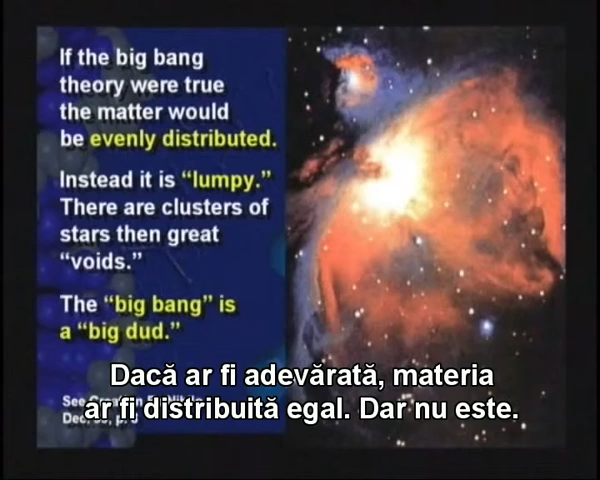 If the big bang
theory were true
the matter would
be evenly distributed.
Instead it is “lumpy.”
There are clusters of
stars then great
“voids.”
The “big bang” is
a “big dud.”
Dacă ar fi adevărată, materia
ar fi distribuită egal. Dar nu este.
See
Dec.